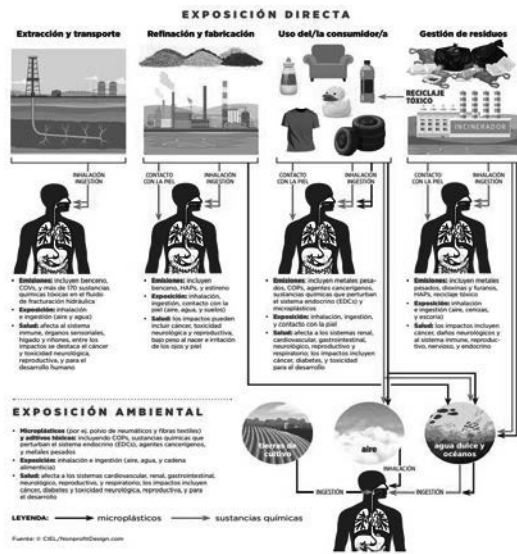 EXPOSICIÓN DIRECTA
Extracción y transporte
Refinación y fabricación
Uso del/la consumidor/a
Gestión de residuos
RECICLAJE
TÓXICO
INCINERADOR
INHALACIÓN
INGESTIÓN
CONTACTO
CON LA PIEL
INHALACIÓN
INGESTIÓN
CONTACTO
CON LA PIEL
INHALACIÓN
INGESTIÓN
CONTACTO
CON LA PIEL
INHALACIÓN
INGESTIÓN
• Emisiones: incluyen benceno,
COVs, y más de 170 sustancias
químicas tóxicas en el fluido
de fracturación hidráulica
• Exposición: inhalación
e ingestión (aire y agua)
• Salud: afecta al sistema
inmune, órganos sensoriales,
hígado y riñones, entre los
impactos se destaca el cáncer
y toxicidad neurológica,
reproductiva, y para el
desarrollo humano
• Emisiones: incluyen
benceno, HAPs, y estireno
• Exposición: inhalación,
ingestión, contacto con la
piel (aire, agua, y suelos)
• Salud: los impactos pueden
incluir cáncer, toxicidad
neurológica y reproductiva,
bajo peso al nacer e irritación
de los ojos y piel
• Emisiones: incluyen metales pesa-
dos, COPs, agentes cancerígenos,
sustancias químicas que perturban
el sistema endocrino (EDCs) y
microplásticos
• Exposición: inhalación, ingestión,
y contacto con la piel
• Salud: afecta a los sistemas renal,
cardiovascular, gastrointestinal,
neurológico, reproductivo y
respiratorio; los impactos incluyen
cáncer, diabetes, y toxicidad
para el desarrollo
• Emisiones: incluyen metales
pesados, dioxinas y furanos,
HAPs, reciclaje tóxico
• Exposición: inhalación
e ingestión (aire, cenizas,
y escoria)
• Salud: los impactos incluyen
cáncer, daños neurológicos y
al sistema inmune, reproduc-
tivo, nervioso, y endocrino
EXPOSICIÓN AMBIENTAL
• Microplásticos (por ej. polvo de neumáticos y fibras textiles)
y aditivos tóxicos: incluyendo COPs, sustancias químicas que
perturban el sistema endocrino (EDCs), agentes cancerígenos,
y metales pesados
• Exposición: inhalación e ingestión (aire, agua, y cadena
alimenticia)
• Salud: afecta a los sistemas cardiovascular, renal, gastrointestinal,
neurológico, reproductivo, y respiratorio; los impactos incluyen
cáncer, diabetes y toxicidad neurológica, reproductiva, y para
el desarrollo
Tierras de
cultivo
aire
agua dulce y
océanos
INHALACIÓN
INGESTIÓN
INGESTIÓN
LEYENDA: microplásticos sustancias químicas
Fuente: © CIEL/NonprofitDesign.com